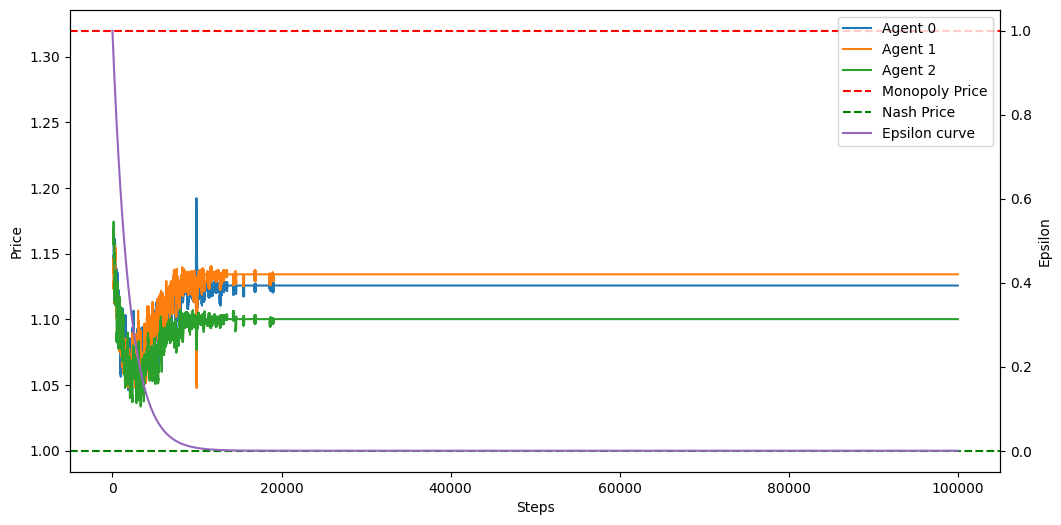 Agent 0
Agent 1
Agent 2
Monopoly Price
Nash Price
Epsilon curve
1.30
1.25
1.20
1.15
1.10
1.05
1.00
Price
1.0
0.8
0.6
0.4
0.2
0.0
Epsilon
0
20000
40000
60000
80000
100000
Steps